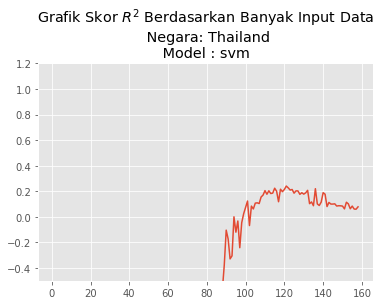 Grafik Skor R² Berdasarkan Banyak Input Data
Negara: Thailand
Model : svm
1.2
1.0
0.8
0.6
0.4
0.2
0.0
−0.2
−0.4
0 20 40 60 80 100 120 140 160